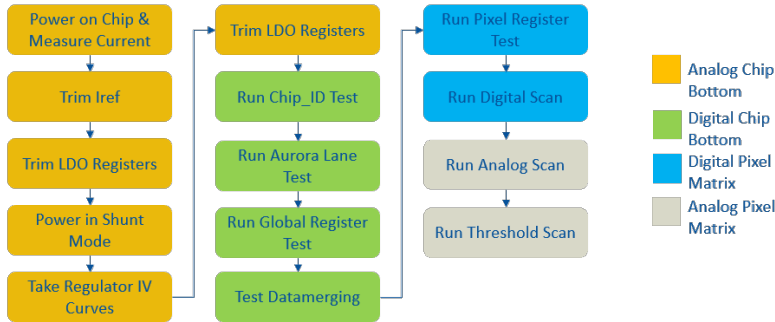 Power on Chip &
Measure Current
Trim Iref
Trim LDO Registers
Power in Shunt
Mode
Take Regulator IV
Curves
Trim LDO Registers
Run Chip_ID Test
Run Aurora Lane
Test
Run Global Register
Test
Test Datamerging
Run Pixel Register
Test
Run Digital Scan
Run Analog Scan
Run Threshold Scan
Analog Chip
Bottom
Digital Chip
Bottom
Digital Pixel
Matrix
Analog Pixel
Matrix